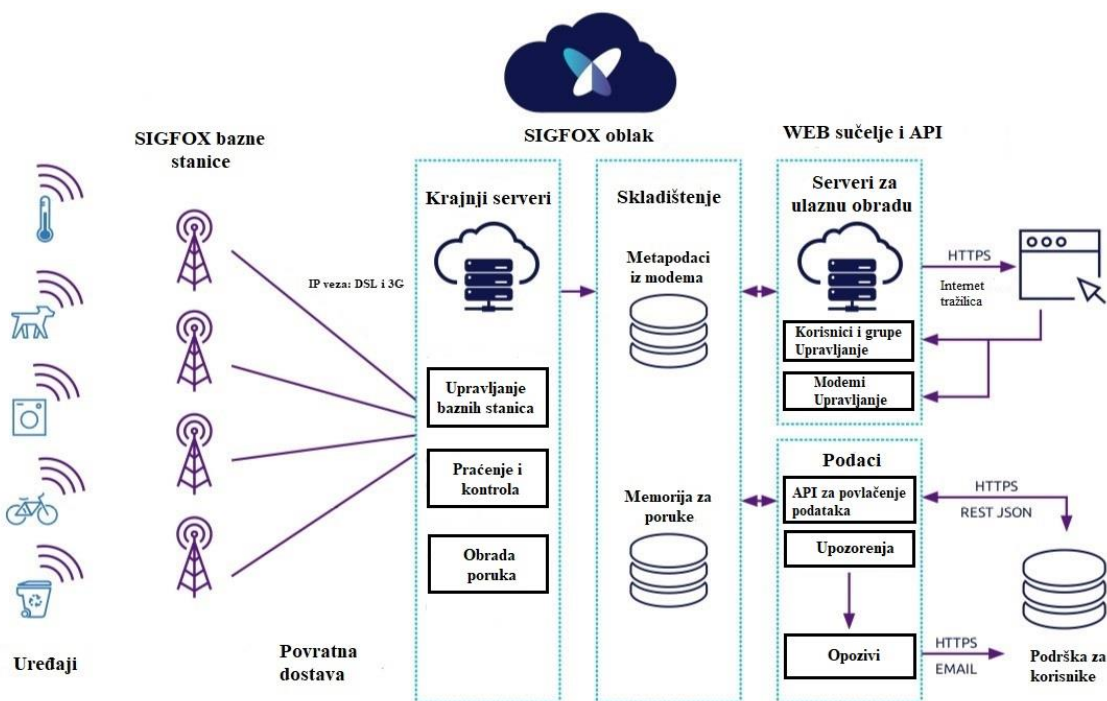 SIGFOX bazne
stanice
SIGFOX oblak
WEB sučelje i API
Krajnji serveri
Skladištenje
Serveri za
ulaznu obradu
IP veza: DSL i 3G
Metapodaci
iz modema
HTTPS
Internet
tražilica
Korisnici i grupe
Upravljanje
Modemi
Upravljanje
Upravljanje
baznih stanica
Praćenje i
kontrola
Obrada
poruka
Memorija za
poruke
Podaci
API za povlačenje
podataka
HTTPS
REST JSON
Upozorenja
Opozivi
HTTPS
EMAIL
Uređaji
Povratna
dostava
Podrška za
korisnike